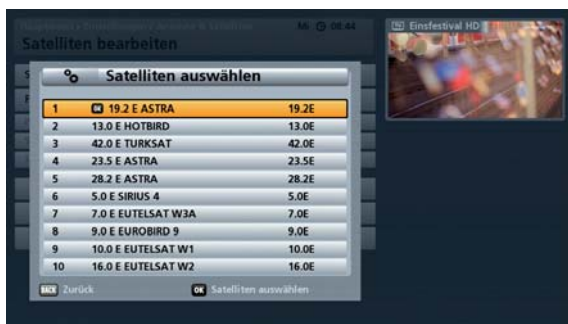 Mi 08:44
Satelliten bearbeiten
Einsfestival HD
Satelliten auswählen
1 OK 19.2 E ASTRA 19.2E
2 13.0 E HOTBIRD 13.0E
3 42.0 E TURKSAT 42.0E
4 23.5 E ASTRA 23.5E
5 28.2 E ASTRA 28.2E
6 5.0 E SIRIUS 4 5.0E
7 7.0 E EUTELSAT W3A 7.0E
8 9.0 E EUROBIRD 9 9.0E
9 10.0 E EUTELSAT W1 10.0E
10 16.0 E EUTELSAT W2 16.0E
BACK Zurück OK Satelliten auswählen